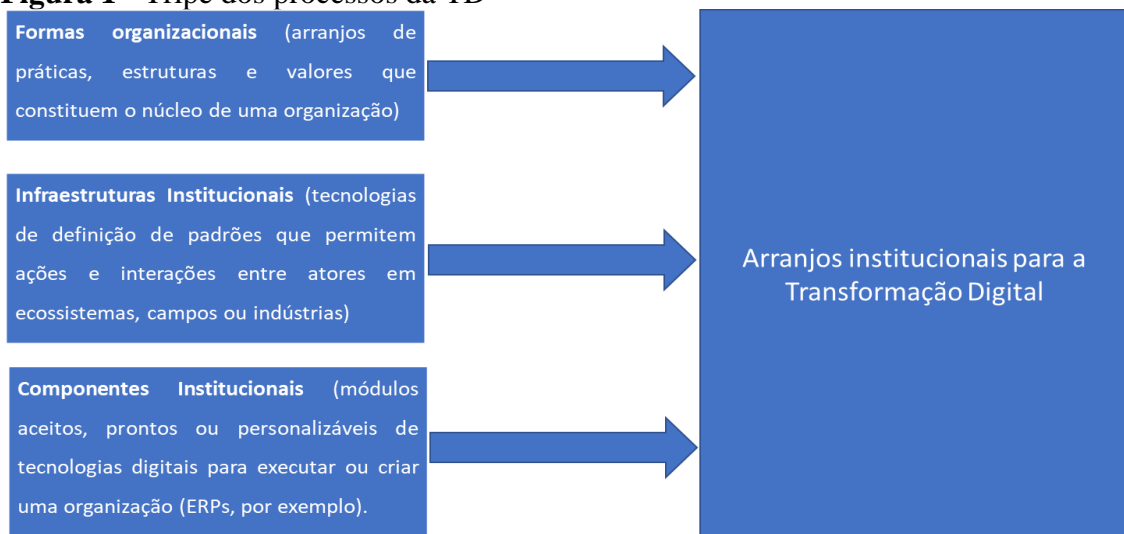 Figura 1 - Tripé dos processos da TD
Formas organizacionais (arranjos de
práticas, estruturas e valores que
constituem o núcleo de uma organização)
Infraestruturas Institucionais (tecnologias
de definição de padrões que permitem
ações e interações entre atores em
ecossistemas, campos ou indústrias)
Componentes Institucionais (módulos
aceitos, prontos ou personalizáveis de
tecnologias digitais para executar ou criar
uma organização (ERPs, por exemplo).
Arranjos institucionais para a
Transformação Digital